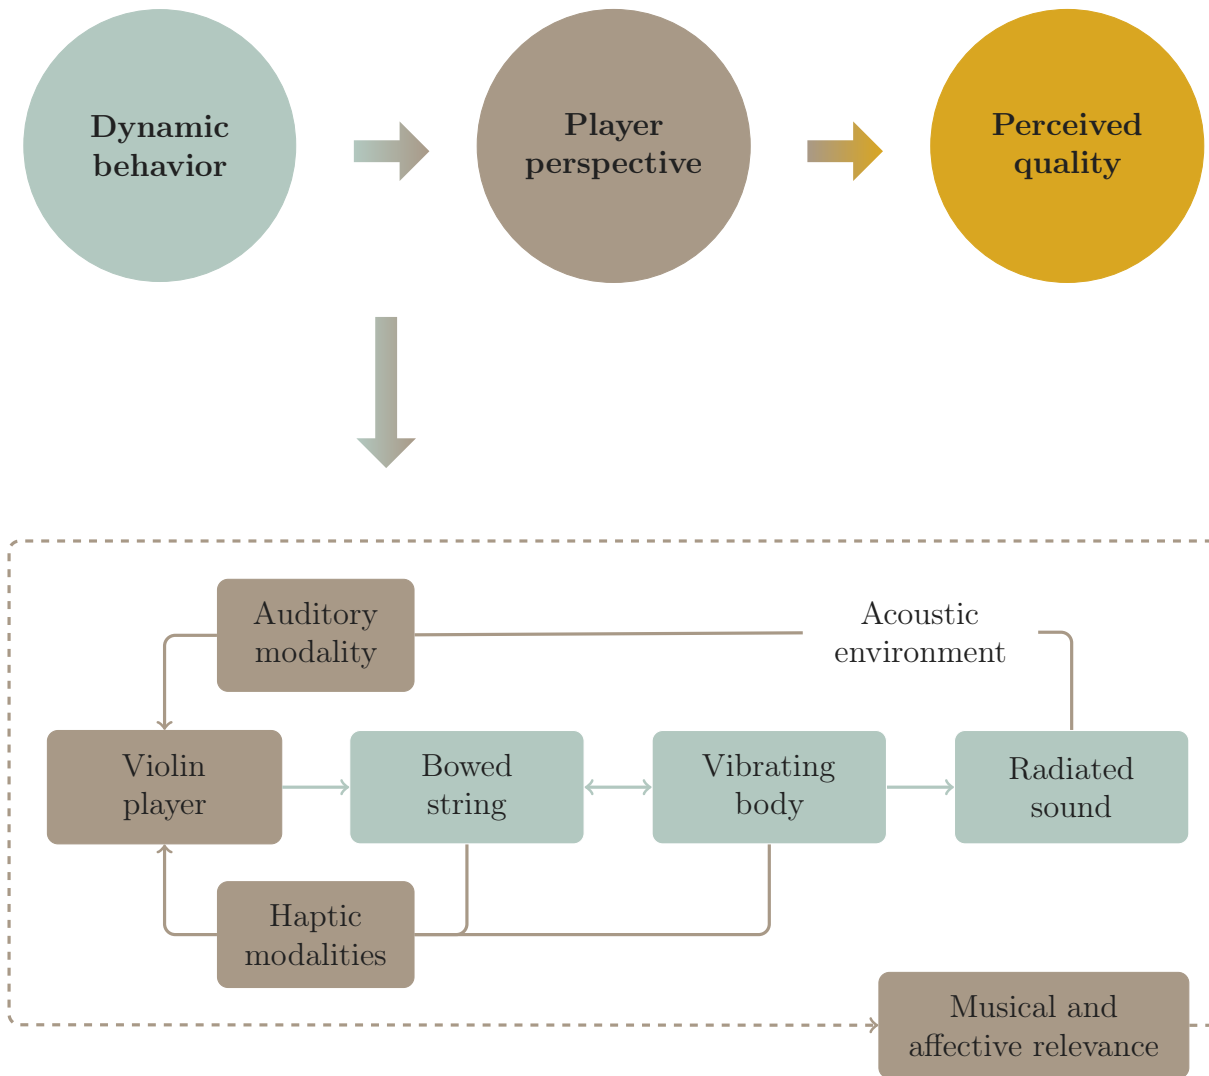 Dynamic
behavior
Player
perspective
Perceived
quality
Auditory
modality
Acoustic
environment
Violin
player
Bowed
string
Vibrating
body
Radiated
sound
Haptic
modalities
Musical and
affective relevance